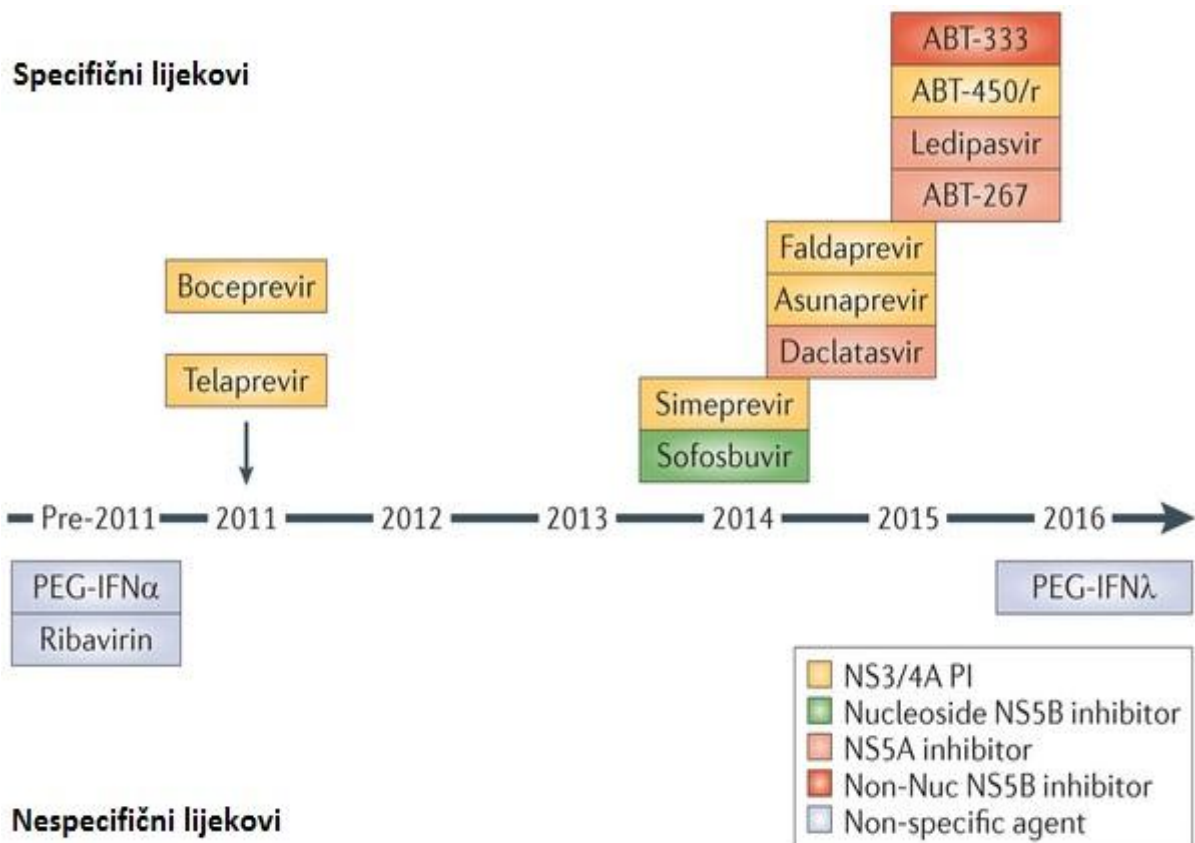 Specifični lijekovi
ABT-333
ABT-450/r
Ledipasvir
ABT-267
Faldaprevir
Asunaprevir
Daclatasvir
Boceprevir
Telaprevir
Simeprevir
Sofosbuvir
Pre-2011 2011 2012 2013 2014 2015 2016
PEG-IFNα
Ribavirin
PEG-IFNλ
NS3/4A PI
Nucleoside NS5B inhibitor
NS5A inhibitor
Non-Nuc NS5B inhibitor
Non-specific agent
Nespecifični lijekovi